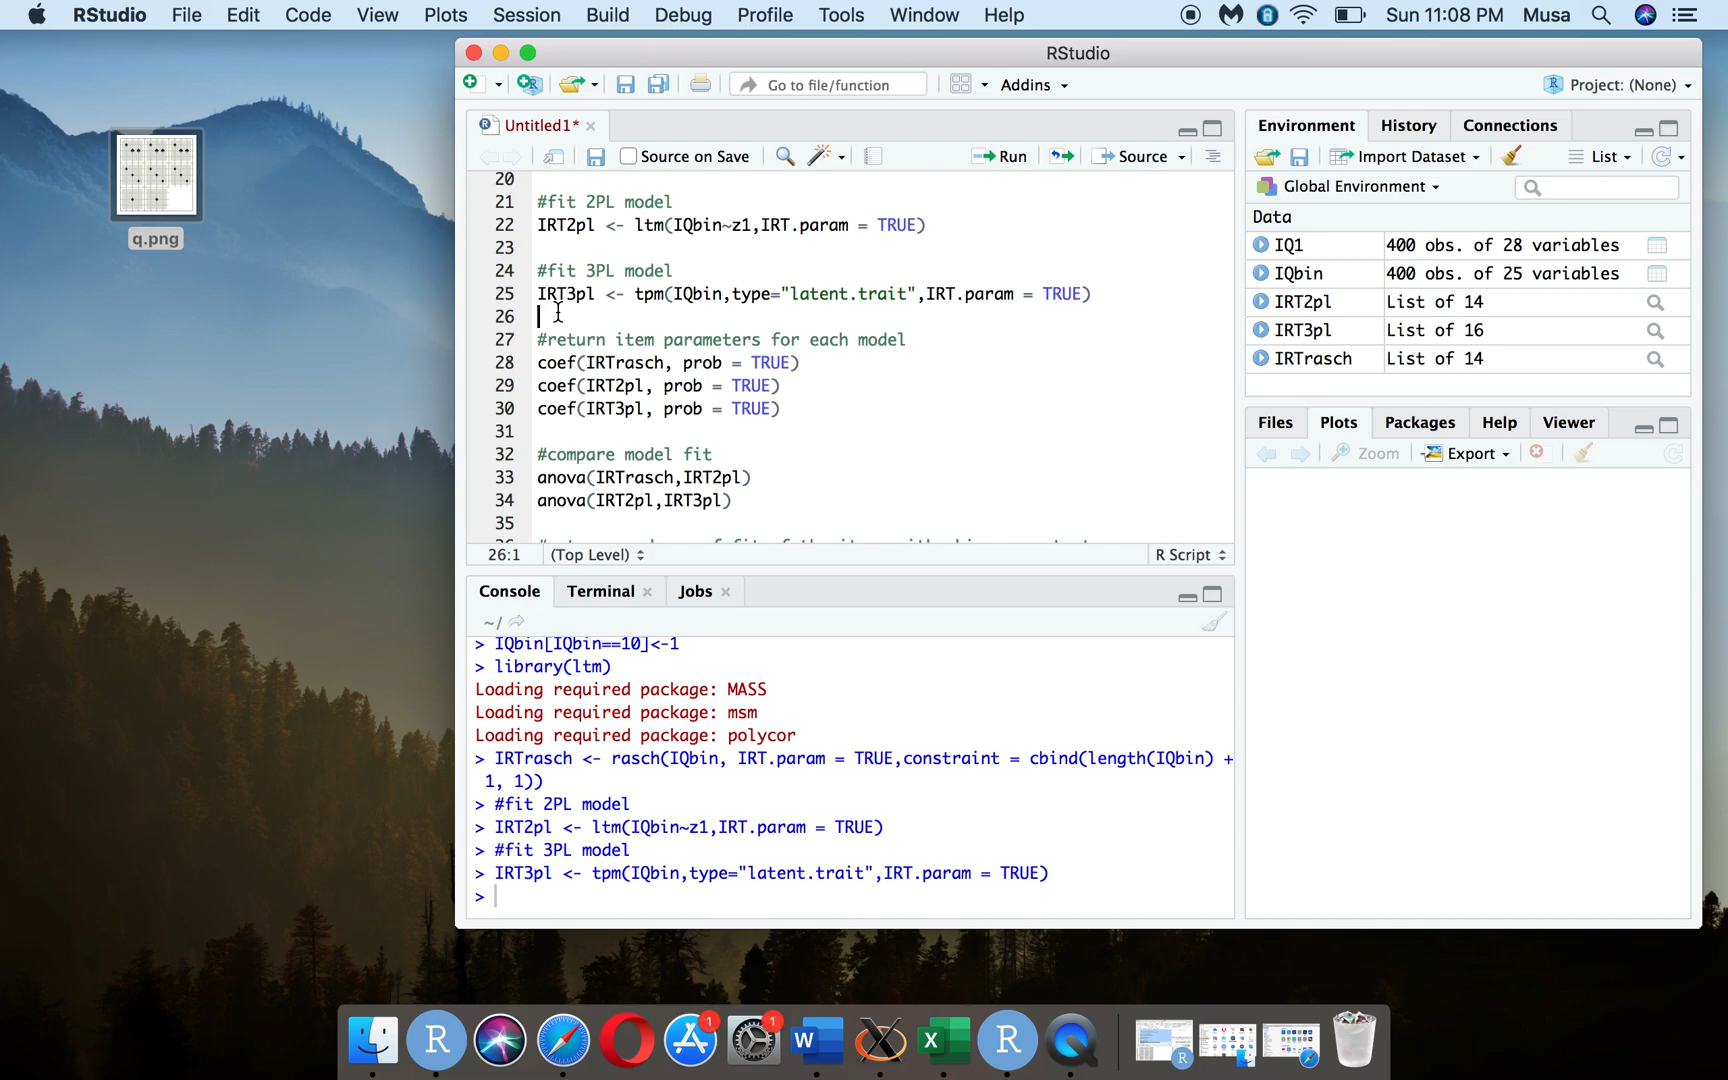 RStudio File Edit Code View Plots Session Build Debug Profile Tools Window Help Sun 11:08 PM Musa
q.png
RStudio
Go to file/function Addins Project: (None)
Untitled1*
Source on Save Run Source
20
21 #fit 2PL model
22 IRT2pl <- ltm(IQbin~z1,IRT.param = TRUE)
23
24 #fit 3PL model
25 IRT3pl <- tpm(IQbin,type="latent.trait",IRT.param = TRUE)
26
27 #return item parameters for each model
28 coef(IRTrasch, prob = TRUE)
29 coef(IRT2pl, prob = TRUE)
30 coef(IRT3pl, prob = TRUE)
31
32 #compare model fit
33 anova(IRTrasch,IRT2pl)
34 anova(IRT2pl,IRT3pl)
35
26:1 (Top Level) R Script
Console Terminal Jobs
~/
> IQbin[IQbin==10]<-1
> library(ltm)
Loading required package: MASS
Loading required package: msm
Loading required package: polycor
> IRTrasch <- rasch(IQbin, IRT.param = TRUE,constraint = cbind(length(IQbin) +
1, 1))
> #fit 2PL model
> IRT2pl <- ltm(IQbin~z1,IRT.param = TRUE)
> #fit 3PL model
> IRT3pl <- tpm(IQbin,type="latent.trait",IRT.param = TRUE)
>
Environment History Connections
Import Dataset List
Global Environment
Data
IQ1 400 obs. of 28 variables
IQbin 400 obs. of 25 variables
IRT2pl List of 14
IRT3pl List of 16
IRTrasch List of 14
Files Plots Packages Help Viewer
Zoom Export
1
1